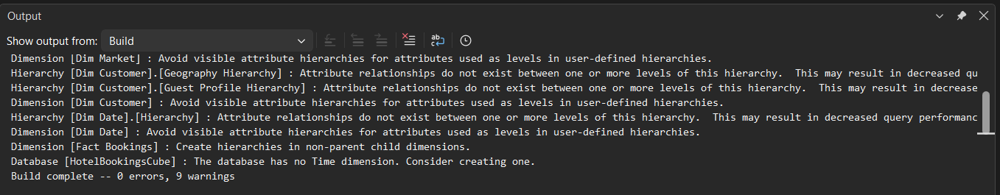 Output
Show output from: Build
Dimension [Dim Market] : Avoid visible attribute hierarchies for attributes used as levels in user-defined hierarchies.
Hierarchy [Dim Customer].[Geography Hierarchy] : Attribute relationships do not exist between one or more levels of this hierarchy.  This may result in decreased qu
Hierarchy [Dim Customer].[Guest Profile Hierarchy] : Attribute relationships do not exist between one or more levels of this hierarchy.  This may result in decrease
Dimension [Dim Customer] : Avoid visible attribute hierarchies for attributes used as levels in user-defined hierarchies.
Hierarchy [Dim Date].[Hierarchy] : Attribute relationships do not exist between one or more levels of this hierarchy.  This may result in decreased query performanc
Dimension [Dim Date] : Avoid visible attribute hierarchies for attributes used as levels in user-defined hierarchies.
Dimension [Fact Bookings] : Create hierarchies in non-parent child dimensions.
Database [HotelBookingsCube] : The database has no Time dimension. Consider creating one.
Build complete -- 0 errors, 9 warnings